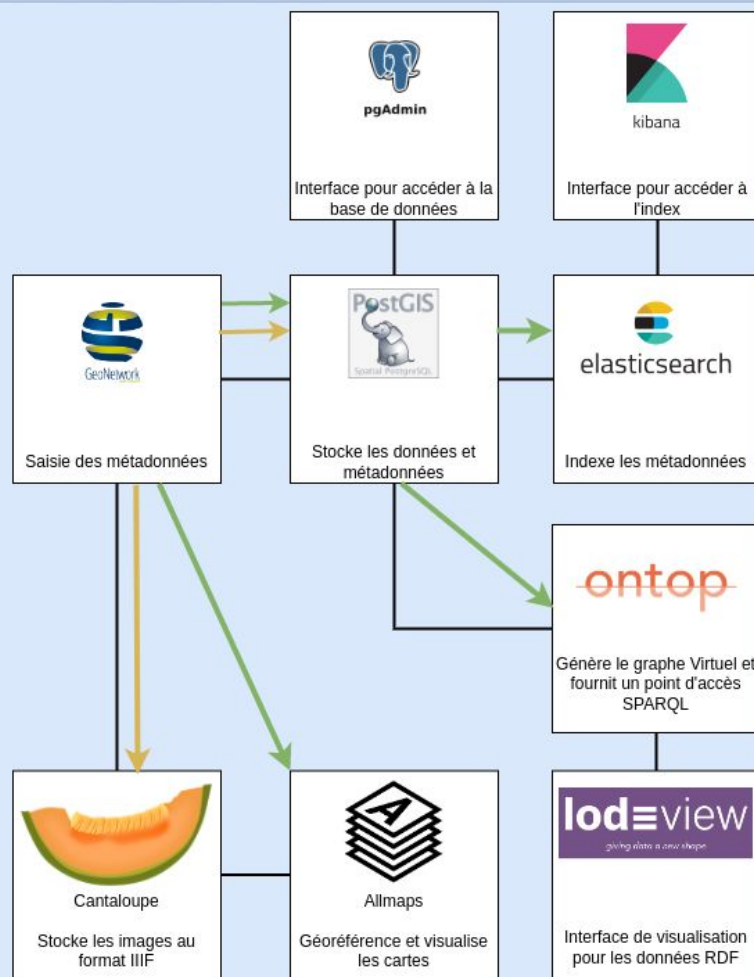 pgAdmin
Interface pour accéder à la
base de données
kibana
Interface pour accéder à
l'index
GeoNetwork
Saisie des métadonnées
PostGIS
Spatial PostgreSQL
Stocke les données et
métadonnées
elasticsearch
Indexe les métadonnées
ontop
Génère le graphe Virtuel et
fournit un point d'accès
SPARQL
Cantaloupe
Stocke les images au
format IIIF
A
Allmaps
Géoréférence et visualise
les cartes
lodview
giving data a new shape
Interface de visualisation
pour les données RDF